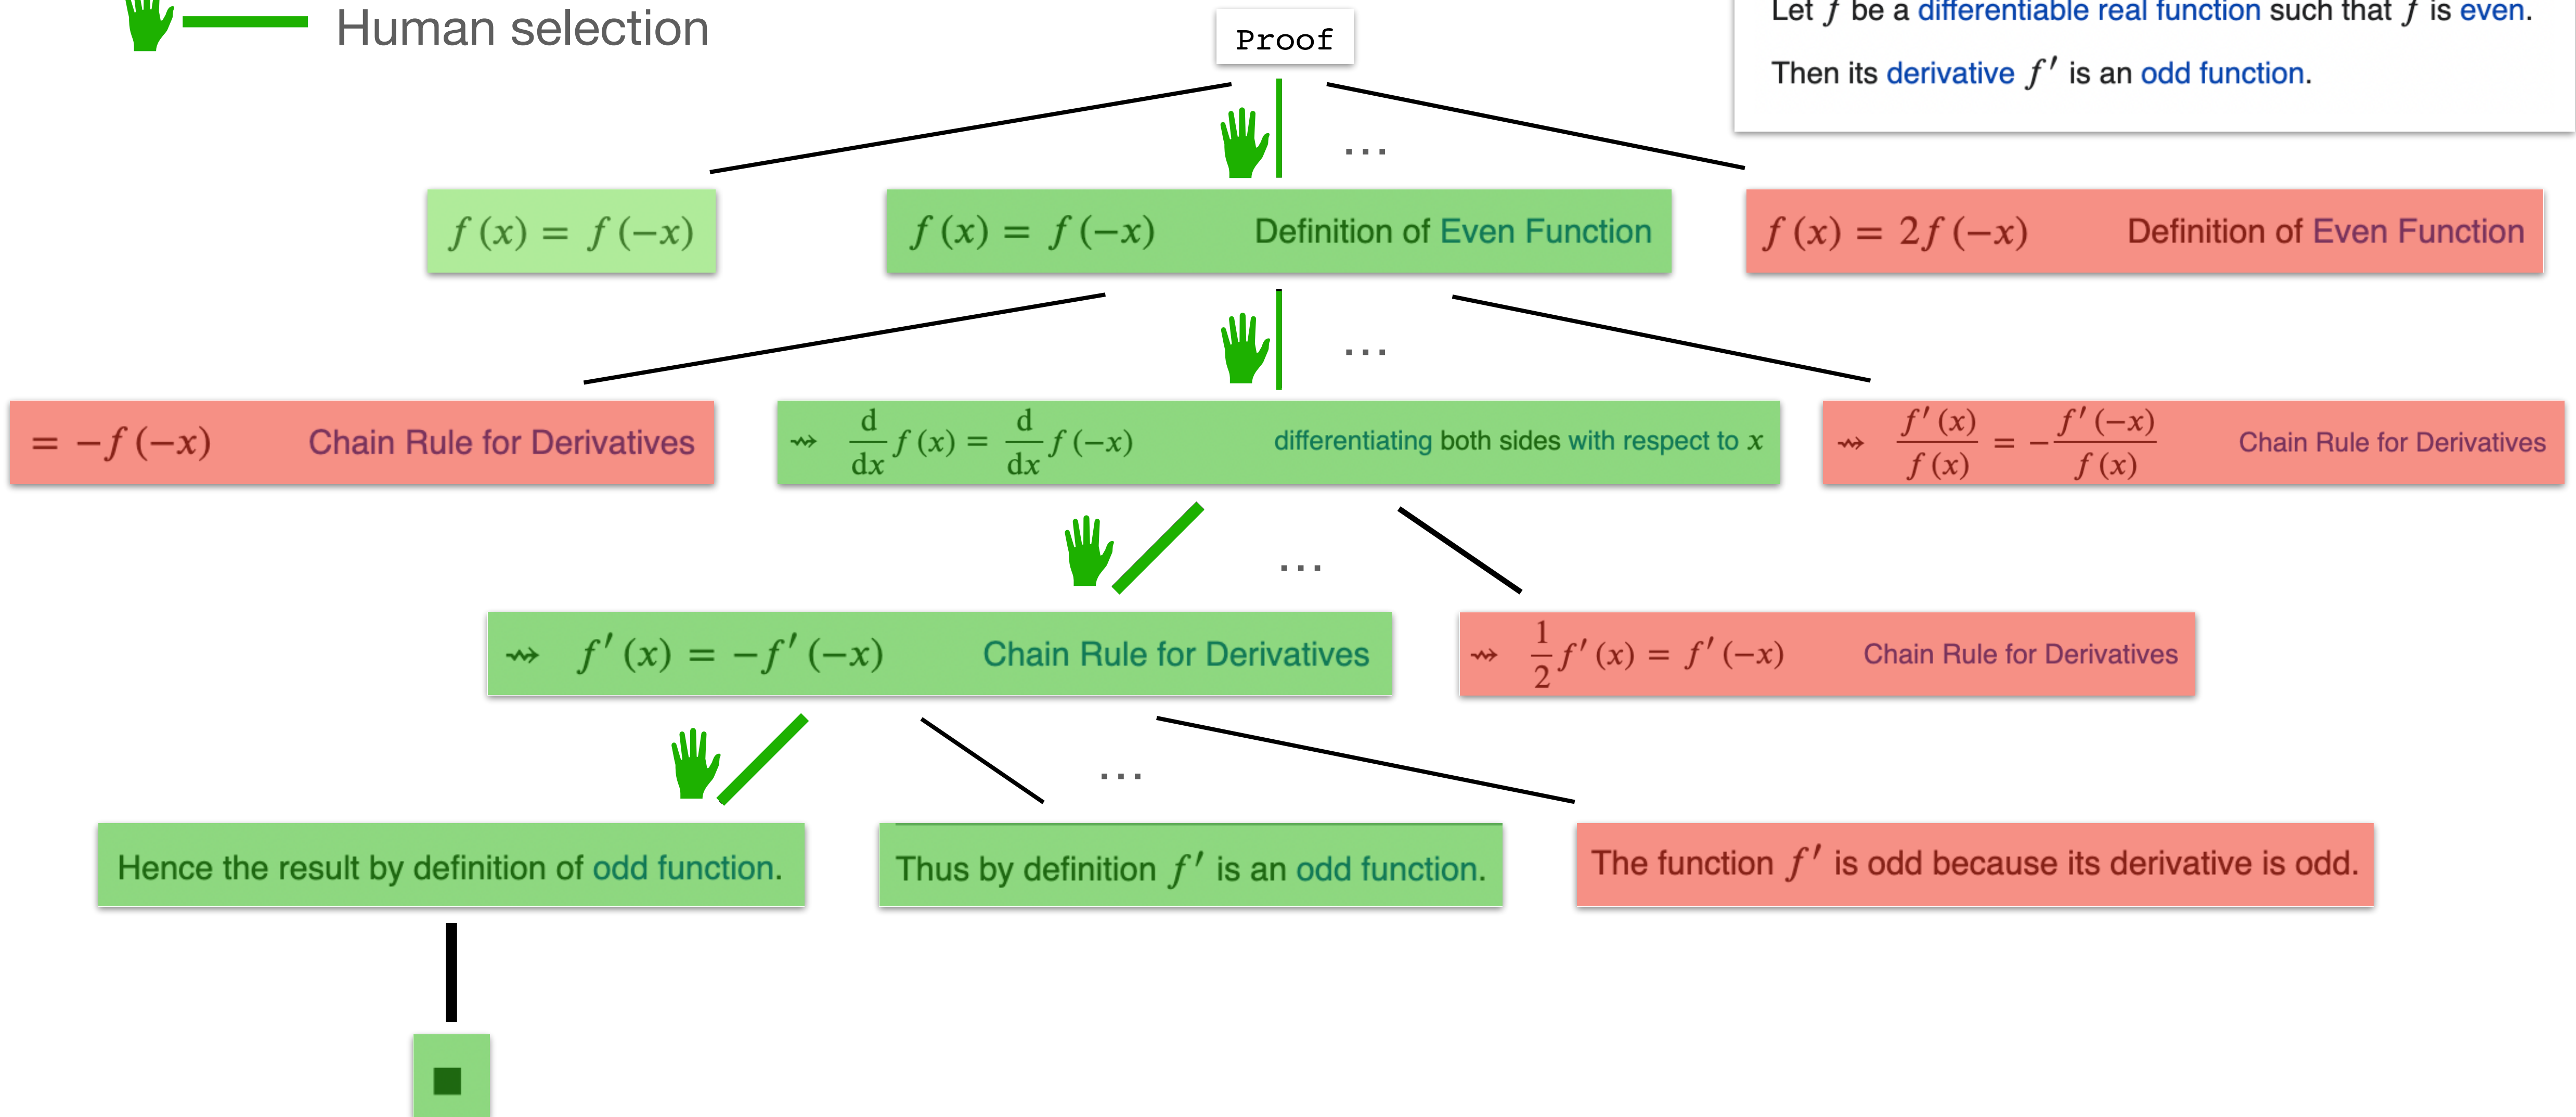 Human selection
Proof
Let f be a differentiable real function such that f is even.
Then its derivative f′ is an odd function.
...
f (x) = f (−x)
f (x) = f (−x) Definition of Even Function
f (x) = 2f (−x) Definition of Even Function
...
= −f (−x) Chain Rule for Derivatives
⇝ d/dx f (x) = d/dx f (−x) differentiating both sides with respect to x
⇝ f′ (x)/f (x) = − f′ (−x)/f (x) Chain Rule for Derivatives
...
⇝ f′ (x) = −f′ (−x) Chain Rule for Derivatives
⇝ 1/2 f′ (x) = f′ (−x) Chain Rule for Derivatives
...
Hence the result by definition of odd function.
Thus by definition f′ is an odd function.
The function f′ is odd because its derivative is odd.
■